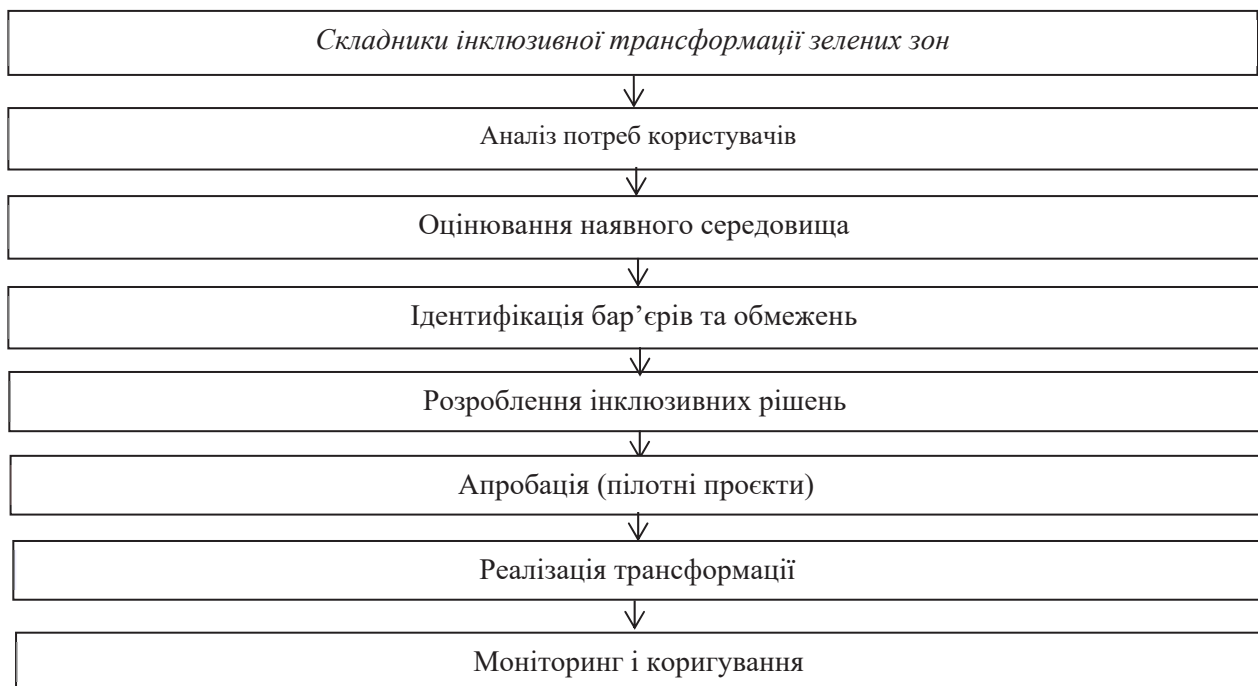 Складники інклюзивної трансформації зелених зон
Аналіз потреб користувачів
Оцінювання наявного середовища
Ідентифікація бар’єрів та обмежень
Розроблення інклюзивних рішень
Апробація (пілотні проєкти)
Реалізація трансформації
Моніторинг і коригування